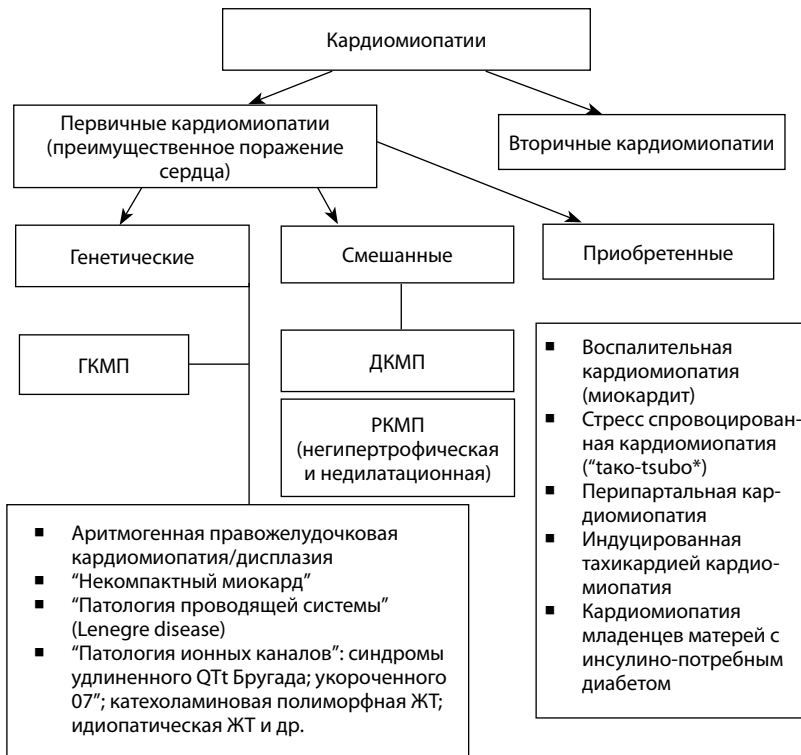 Кардиомиопатии
Первичные кардиомиопатии
(преимущественное поражение
сердца)
Вторичные кардиомиопатии
Генетические
Смешанные
Приобретенные
ГКМП
ДКМП
РКМП
(негипертрофическая
и недилатационная)
■ Воспалительная
кардиомиопатия
(миокардит)
■ Стресс спровоцирован-
ная кардиомиопатия
(“тако-tsubo*)
■ Перипартальная кар-
диомиопатия
■ Индуцированная
тахикардией кардио-
миопатия
■ Кардиомиопатия
младенцев матерей с
инсулино-потребным
диабетом
■ Аритмогенная правожелудочковая
кардиомиопатия/дисплазия
■ “Некомпактный миокард”
■ “Патология проводящей системы”
(Lenegre disease)
■ “Патология ионных каналов”: синдромы
удлиненного QTt Бругада; укороченного
07”; катехоламиновая полиморфная ЖТ;
идиопатическая ЖТ и др.